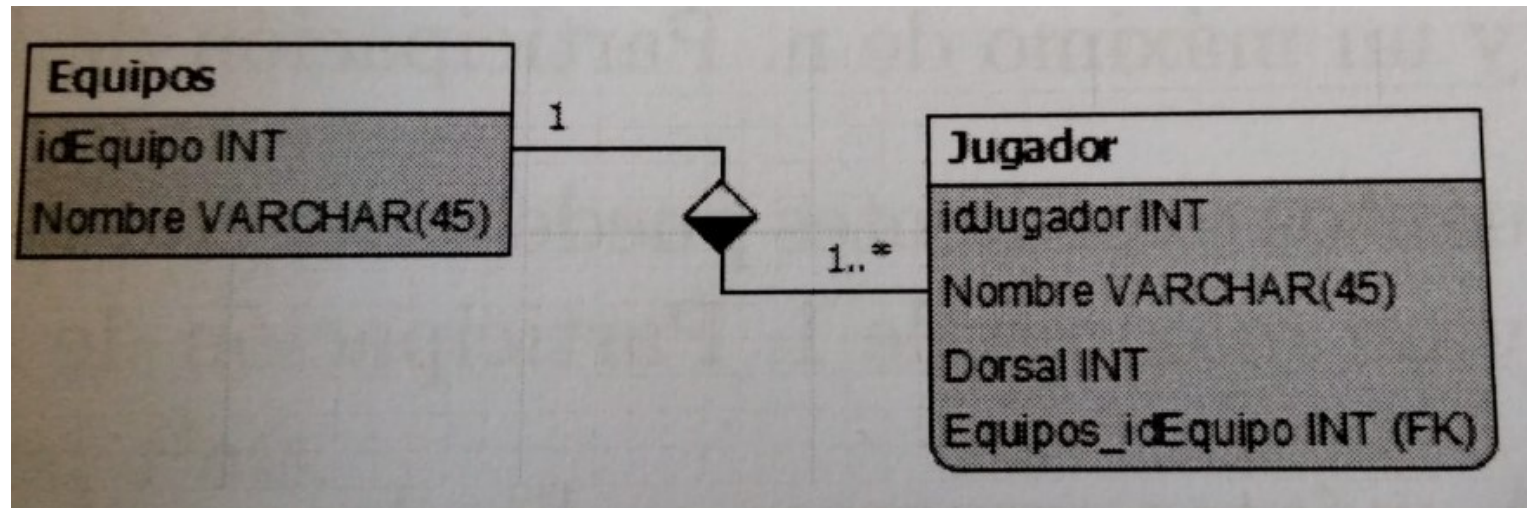 Equipos
idEquipo INT
Nombre VARCHAR(45)
1
1..*
Jugador
idJugador INT
Nombre VARCHAR(45)
Dorsal INT
Equipos_idEquipo INT (FK)